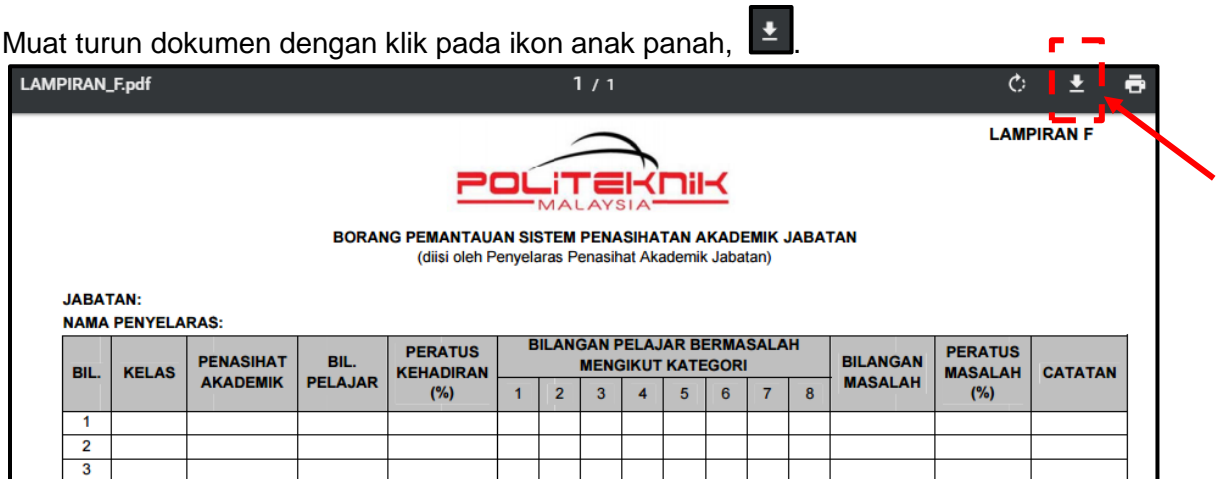 Muat turun dokumen dengan klik pada ikon anak panah, .
LAMPIRAN_F.pdf 1 / 1
LAMPIRAN F
POLiTEKNiK
MALAYSIA
BORANG PEMANTAUAN SISTEM PENASIHATAN AKADEMIK JABATAN
(diisi oleh Penyelaras Penasihat Akademik Jabatan)
JABATAN:
NAMA PENYELARAS:
BIL. KELAS PENASIHAT AKADEMIK BIL. PELAJAR PERATUS KEHADIRAN (%) BILANGAN PELAJAR BERMASALAH MENGIKUT KATEGORI BILANGAN MASALAH PERATUS MASALAH (%) CATATAN
1 2 3 4 5 6 7 8
1
2
3